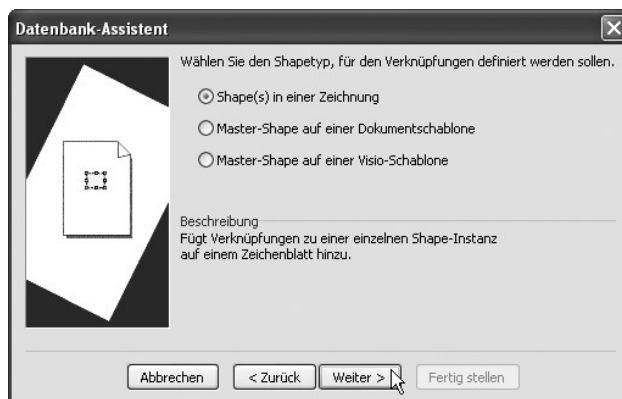 Datenbank-Assistent
Wählen Sie den Shapetyp, für den Verknüpfungen definiert werden sollen.
Shape(s) in einer Zeichnung
Master-Shape auf einer Dokumentschablone
Master-Shape auf einer Visio-Schablone
Beschreibung
Fügt Verknüpfungen zu einer einzelnen Shape-Instanz
auf einem Zeichenblatt hinzu.
Abbrechen < Zurück Weiter > Fertig stellen